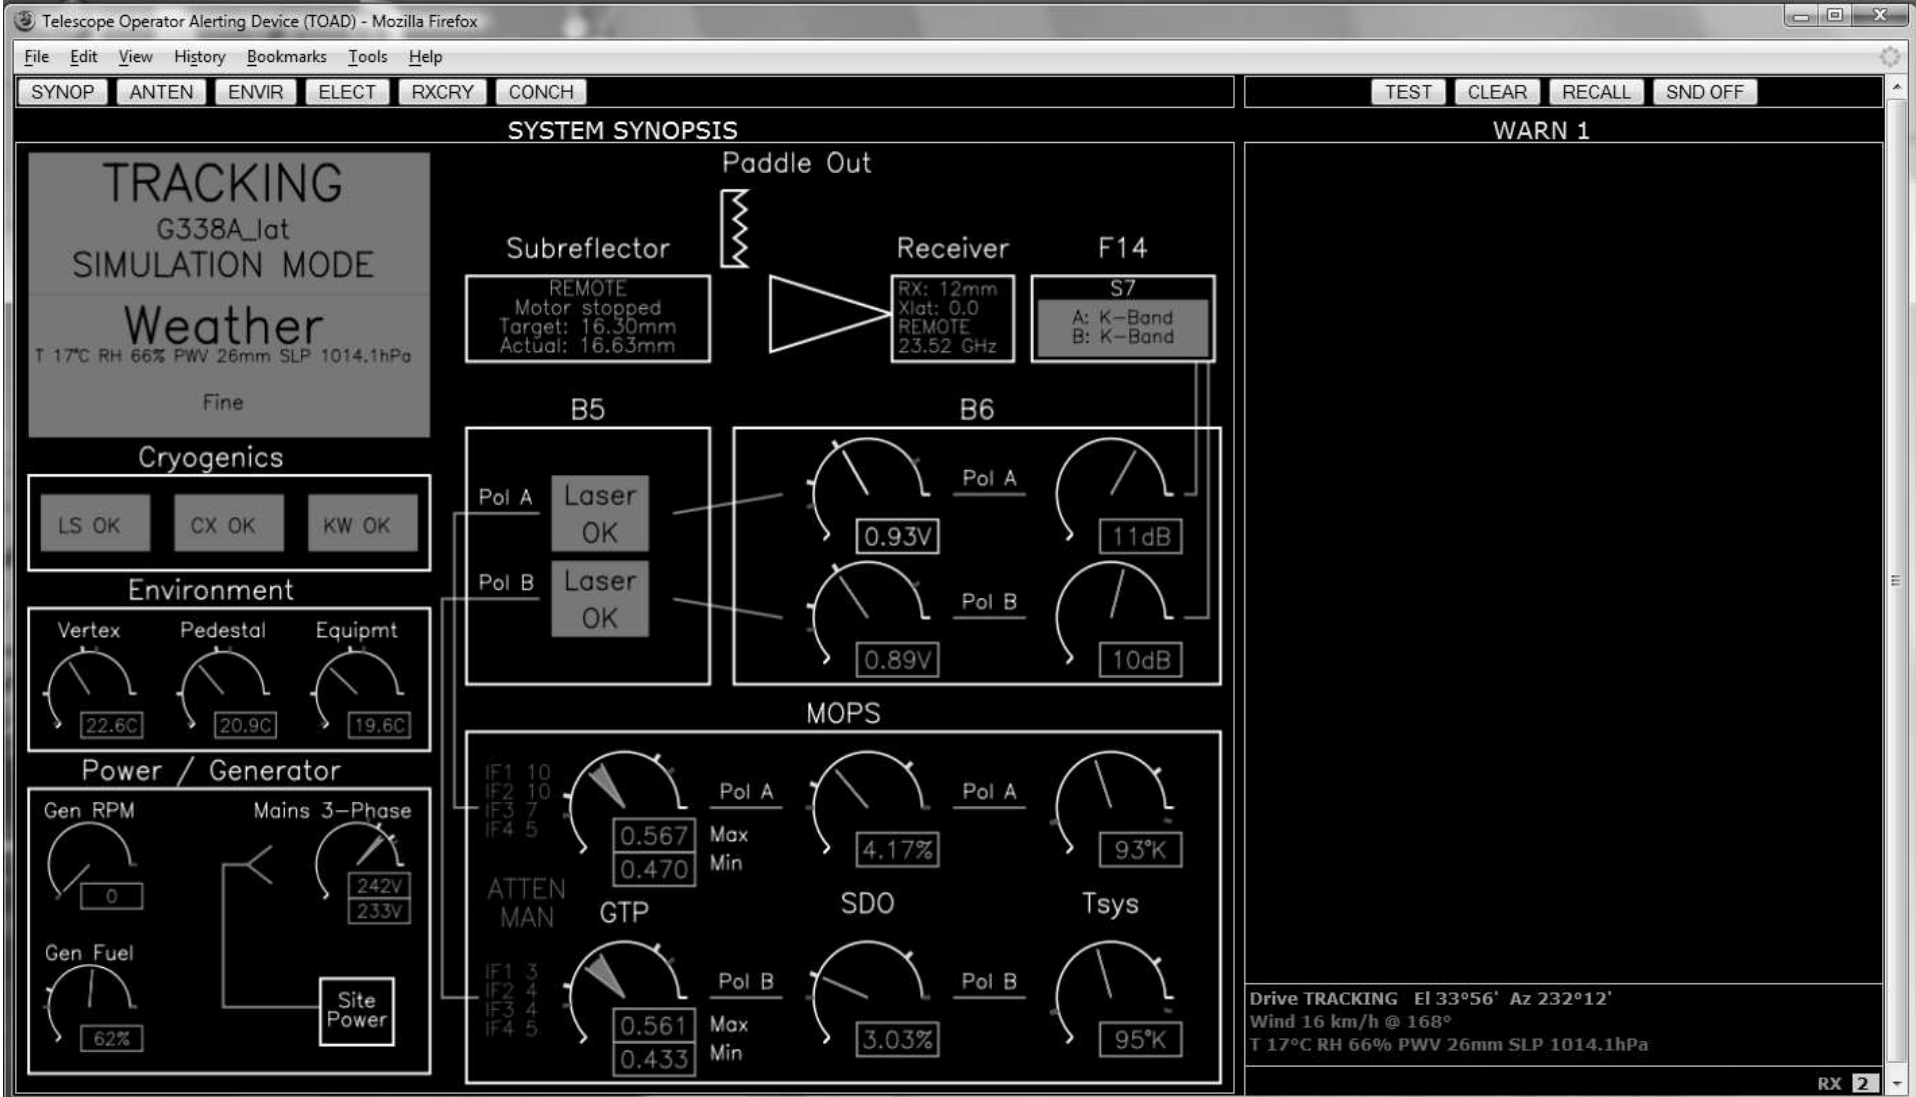 Telescope Operator Alerting Device (TOAD) - Mozilla Firefox
File Edit View History Bookmarks Tools Help
SYNOP ANTEN ENVIR ELECT RXCRY CONCH
TEST CLEAR RECALL SND OFF
SYSTEM SYNOPSIS
WARN 1
TRACKING
G338A_lat
SIMULATION MODE
Weather
T 17°C RH 66% PWV 26mm SLP 1014.1hPa
Fine
Cryogenics
LS OK CX OK KW OK
Environment
Vertex Pedestal Equipmt
22.6C 20.9C 19.6C
Power / Generator
Gen RPM Mains 3-Phase
0
242V
233V
Gen Fuel
62%
Site
Power
Paddle Out
Subreflector
REMOTE
Motor stopped
Target: 16.30mm
Actual: 16.63mm
Receiver
RX: 12mm
Xlat: 0.0
REMOTE
23.52 GHz
F14
S7
A: K-Band
B: K-Band
B5
Pol A
Laser
OK
Pol B
Laser
OK
B6
Pol A
0.93V 11dB
Pol B
0.89V 10dB
MOPS
IF1 10
IF2 10
IF3 7
IF4 5
Pol A Pol A
0.567 Max
0.470 Min
4.17% 93°K
ATTEN
MAN
GTP SDO Tsys
IF1 3
IF2 4
IF3 4
IF4 5
Pol B Pol B
0.561 Max
0.433 Min
3.03% 95°K
Drive TRACKING El 33°56' Az 232°12'
Wind 16 km/h @ 168°
T 17°C RH 66% PWV 26mm SLP 1014.1hPa
RX 2